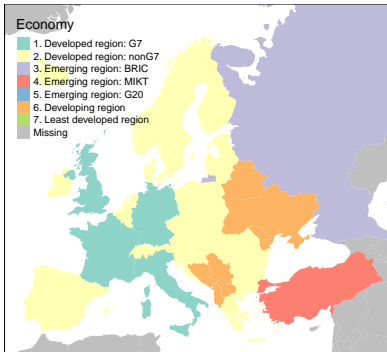 Economy
1. Developed region: G7
2. Developed region: nonG7
3. Emerging region: BRIC
4. Emerging region: MIKT
5. Emerging region: G20
6. Developing region
7. Least developed region
Missing